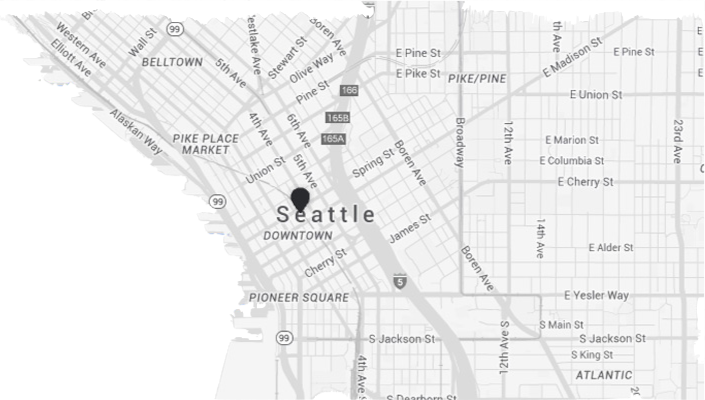 Boren Ave
99
Wall St
Western Ave
Elliott Ave
BELLTOWN
5th Ave
Stewart St
Olive Way
Pine St
E Pine St
E Pike St
PIKE/PINE
E Madison St
E Pine St
E Union St
166
165B
165A
Alaskan Way
PIKE PLACE
MARKET
4th Ave
6th Ave
5th Ave
Union St
Spring St
Boren Ave
Broadway
12th Ave
E Marion St
E Columbia St
E Cherry St
23rd Ave
99
Seattle
DOWNTOWN
James St
Cherry St
14th Ave
E Alder St
Boren Ave
5
PIONEER SQUARE
E Yesler Way
99
S Jackson St
S Main St
S Jackson St
S King St
12th Ave S
4th Ave S
ATLANTIC
S Dearborn St